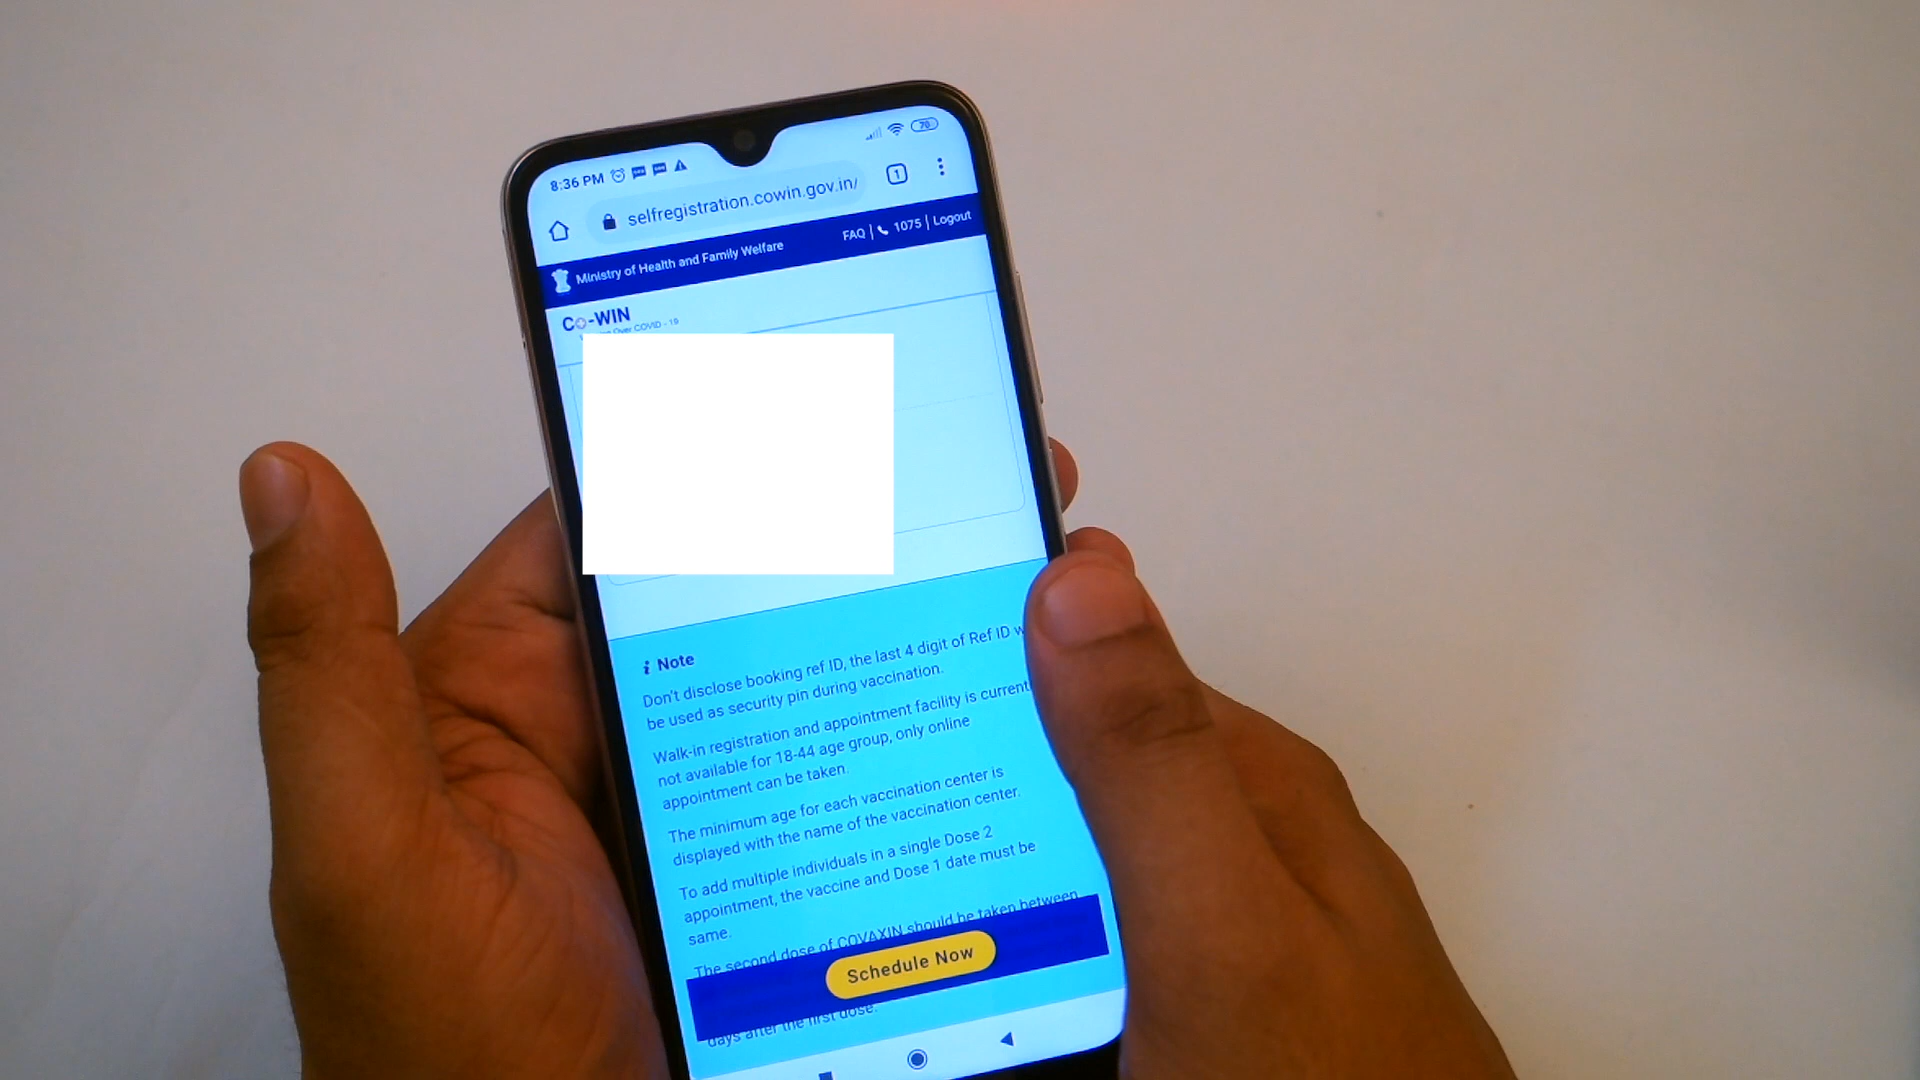 8:36 PM
70
selfregistration.cowin.gov.in/
1
Ministry of Health and Family Welfare
FAQ | 1075 | Logout
Co-WIN
Over COVID - 19
i Note
Don't disclose booking ref ID, the last 4 digit of Ref ID
be used as security pin during vaccination.
Walk-in registration and appointment facility is
not available for 18-44 age group, only online
appointment can be taken.
The minimum age for each vaccination center is
displayed with the name of the vaccination center.
To add multiple individuals in a single Dose 2
appointment, the vaccine and Dose 1 date must be
same.
The second dose of COVAXIN should be taken between
Schedule Now
days after the first dose.